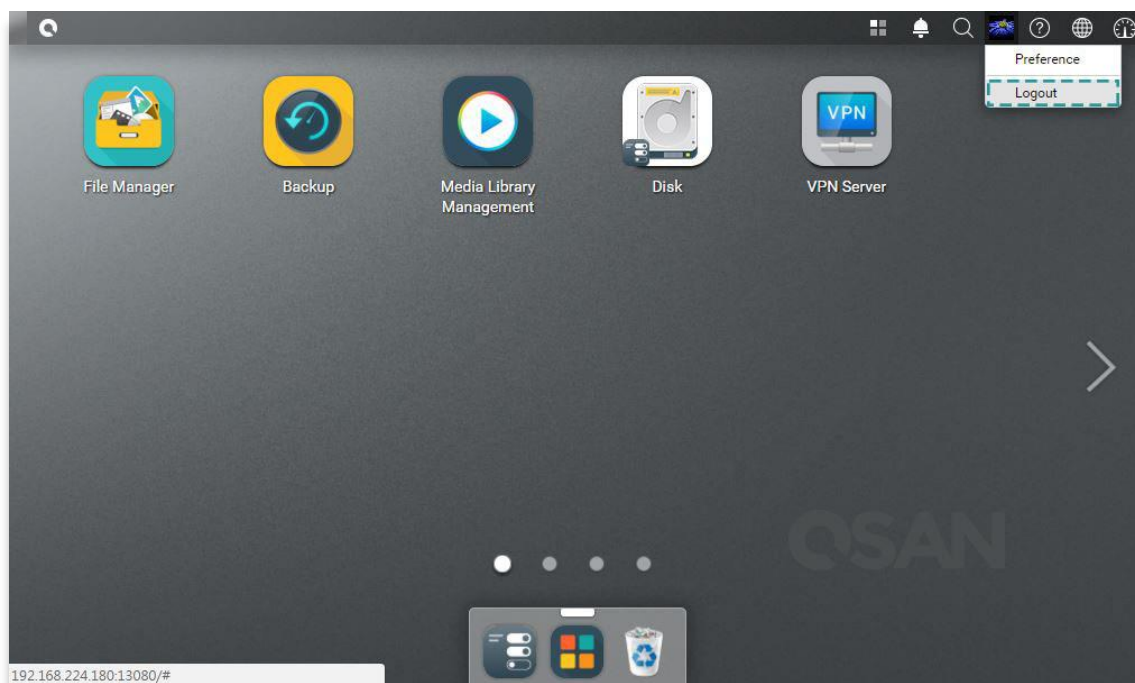 Preference
Logout
VPN
File Manager
Backup
Media Library
Management
Disk
VPN Server
QSAN
192.168.224.180:13080/#